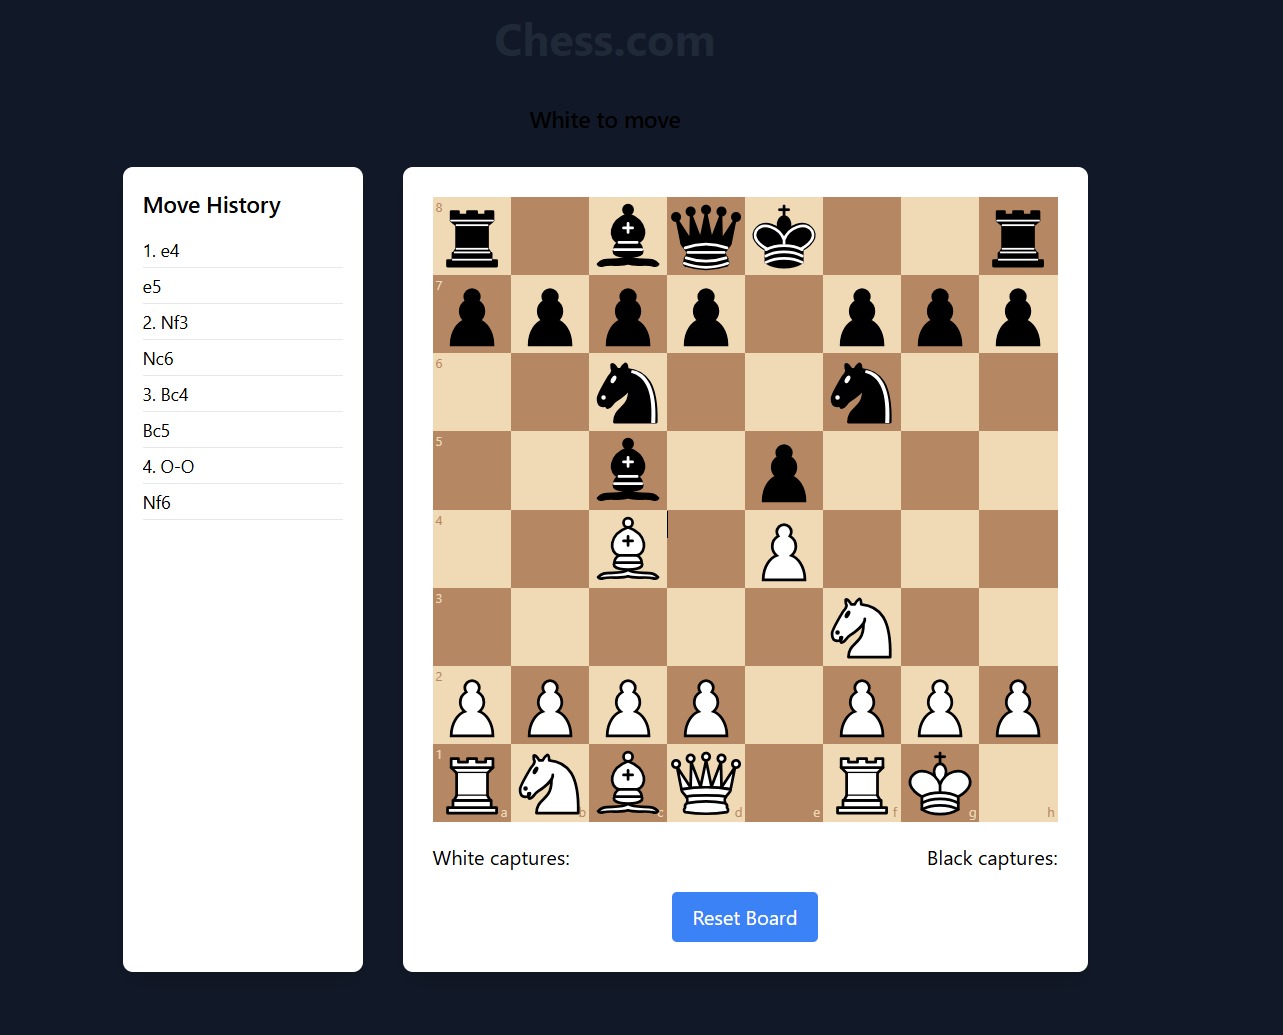 Chess.com
White to move
Move History
1. e4
e5
2. Nf3
Nc6
3. Bc4
Bc5
4. O-O
Nf6
8
7
6
5
4
3
2
1
a b c d e f g h
White captures: Black captures:
Reset Board